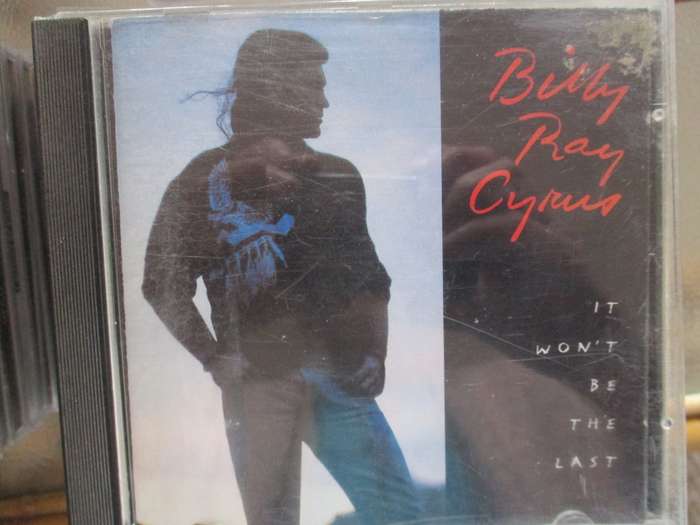 Billy
Ray
Cyrus
IT
WON'T
BE
THE
LAST